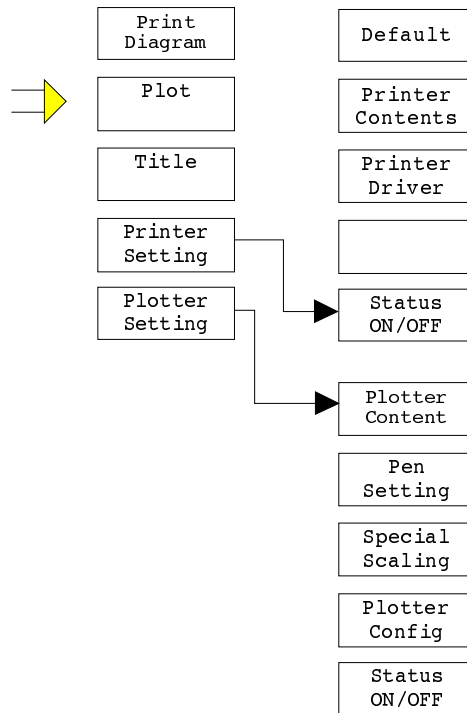 Print
Diagram
Plot
Title
Printer
Setting
Plotter
Setting
Default
Printer
Contents
Printer
Driver
Status
ON/OFF
Plotter
Content
Pen
Setting
Special
Scaling
Plotter
Config
Status
ON/OFF